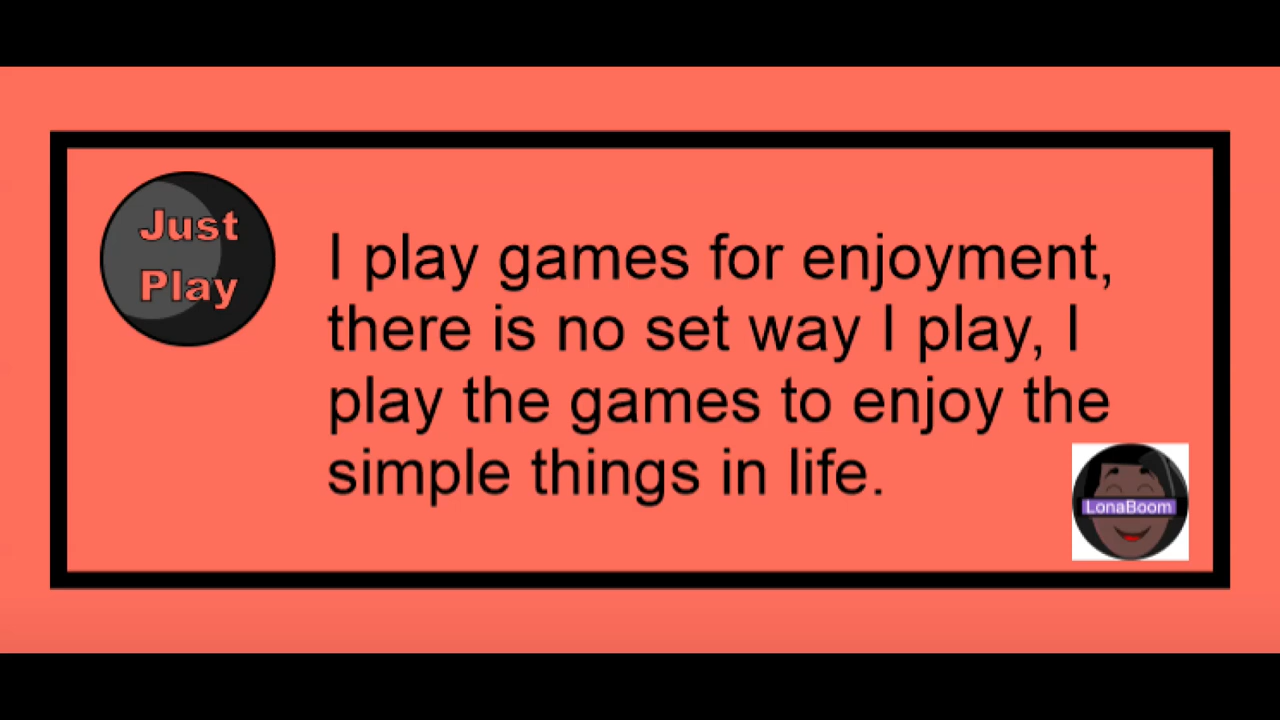 Just
Play
I play games for enjoyment,
there is no set way I play, I
play the games to enjoy the
simple things in life.
LonaBoom